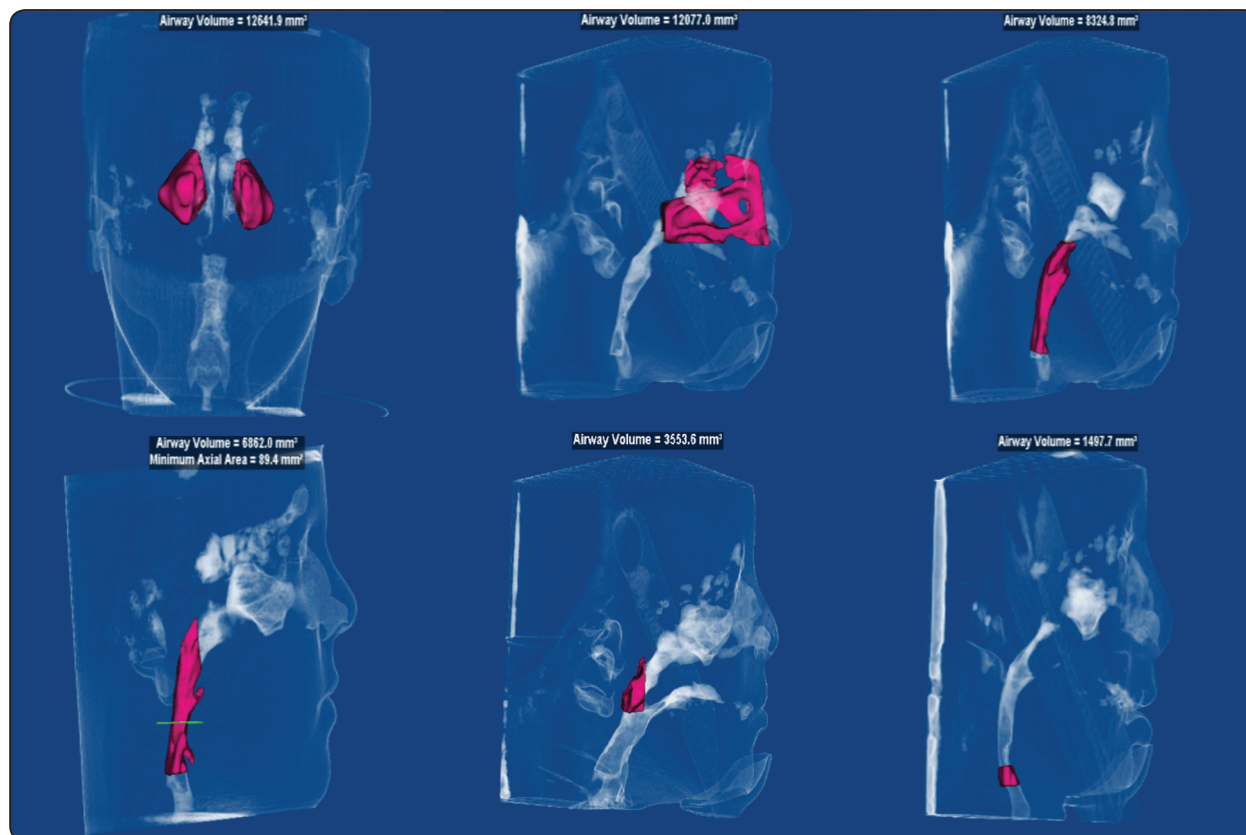 Airway Volume = 12641.9 mm³
Airway Volume = 12077.0 mm³
Airway Volume = 8324.8 mm³
Airway Volume = 6862.0 mm³
Minimum Axial Area = 89.4 mm²
Airway Volume = 3553.6 mm³
Airway Volume = 1497.7 mm³